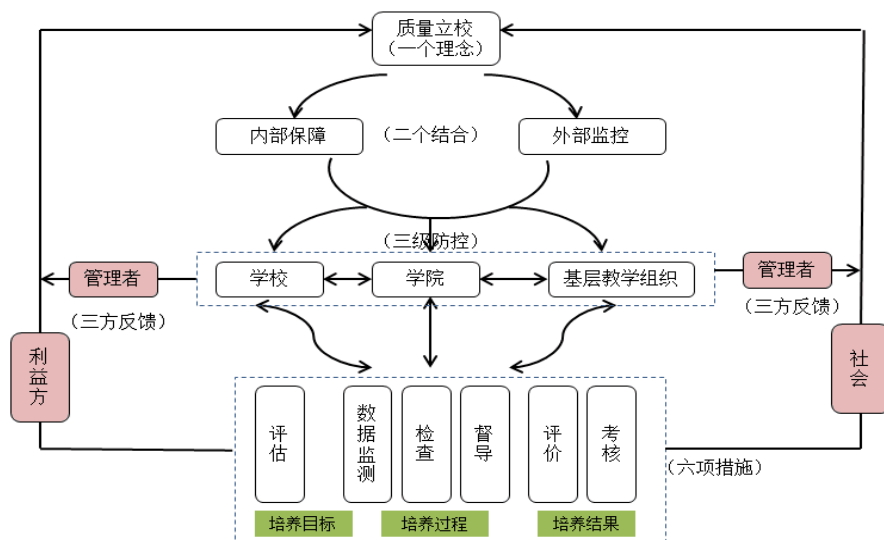 质量立校
（一个理念）
内部保障
（二个结合）
外部监控
（三级防控）
管理者
学校
学院
基层教学组织
管理者
（三方反馈）
（三方反馈）
利益方
社会
评估
数据监测
检查
督导
评价
考核
（六项措施）
培养目标
培养过程
培养结果